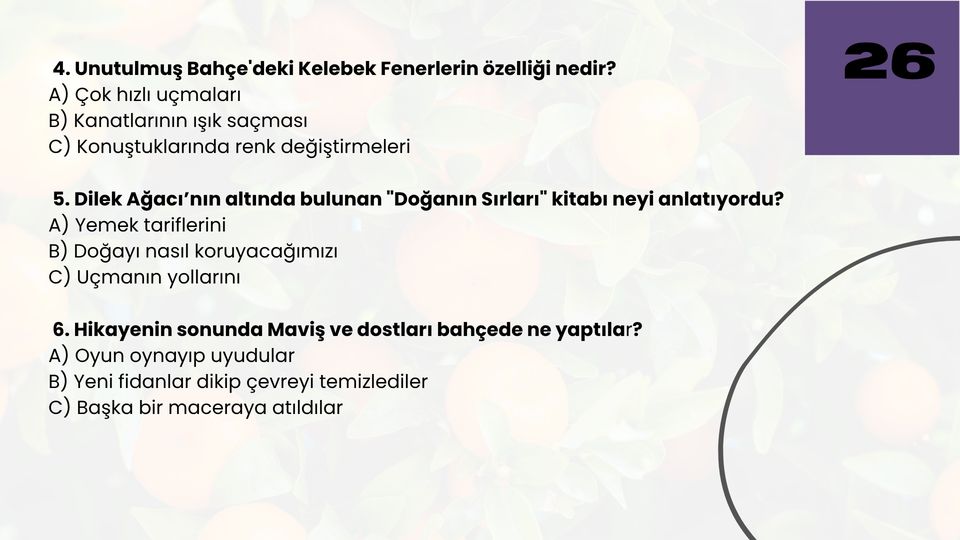 26
4. Unutulmuş Bahçe'deki Kelebek Fenerlerin özelliği nedir?
A) Çok hızlı uçmaları
B) Kanatlarının ışık saçması
C) Konuştuklarında renk değiştirmeleri
5. Dilek Ağacı’nın altında bulunan "Doğanın Sırları" kitabı neyi anlatıyordu?
A) Yemek tariflerini
B) Doğayı nasıl koruyacağımızı
C) Uçmanın yollarını
6. Hikayenin sonunda Maviş ve dostları bahçede ne yaptılar?
A) Oyun oynayıp uyudular
B) Yeni fidanlar dikip çevreyi temizlediler
C) Başka bir maceraya atıldılar